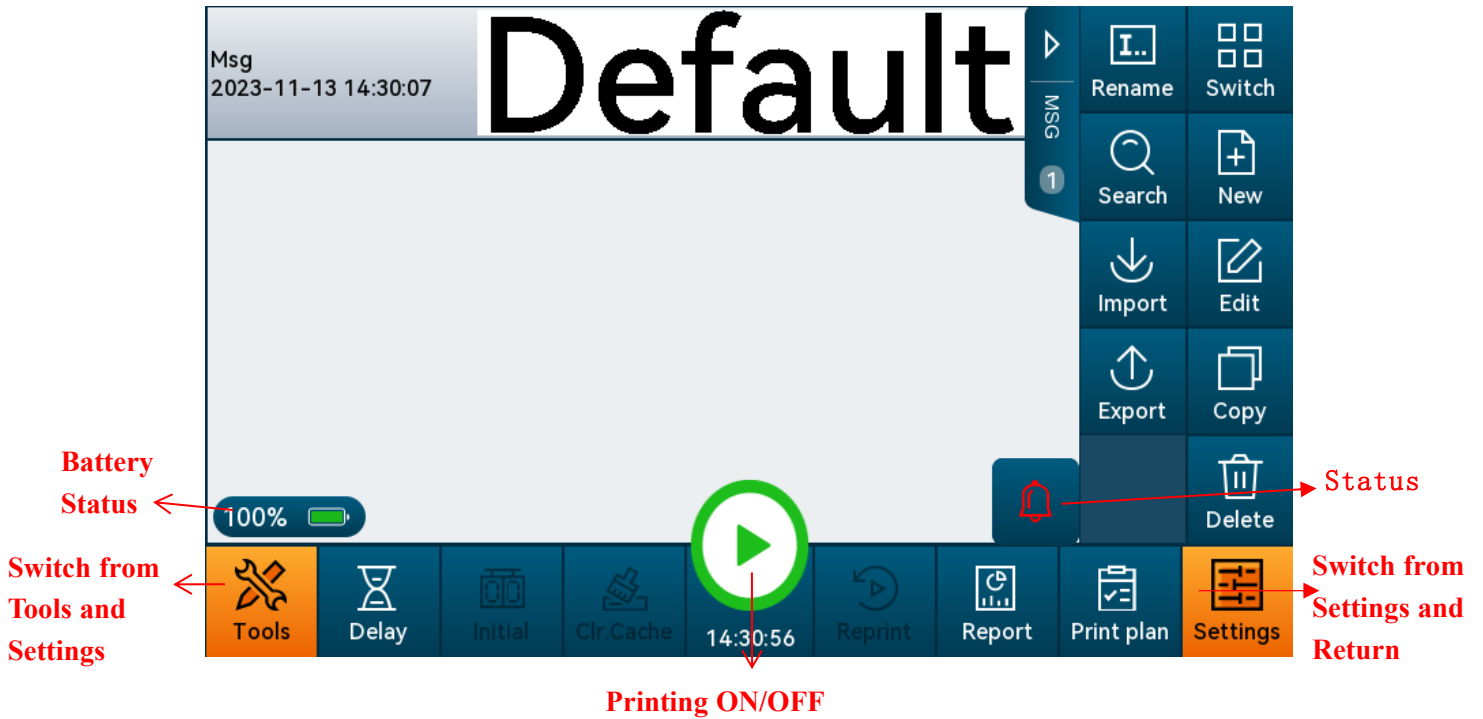 Msg
2023-11-13 14:30:07
Default
MSG
1
Rename
Switch
Search
New
Import
Edit
Export
Copy
Delete
Battery
Status
100%
Status
Switch from
Tools and
Settings
Tools
Delay
Initial
Clr.Cache
14:30:56
Reprint
Report
Print plan
Settings
Switch from
Settings and
Return
Printing ON/OFF